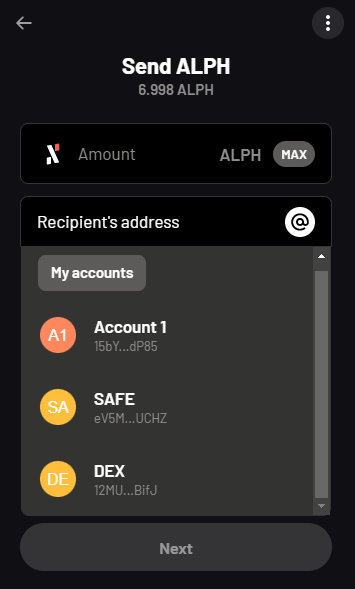 Send ALPH
6.998 ALPH
Amount ALPH MAX
Recipient's address @
My accounts
A1 Account 1
15bY...dP85
SA SAFE
eV5M...UCHZ
DE DEX
12MU...BifJ
Next